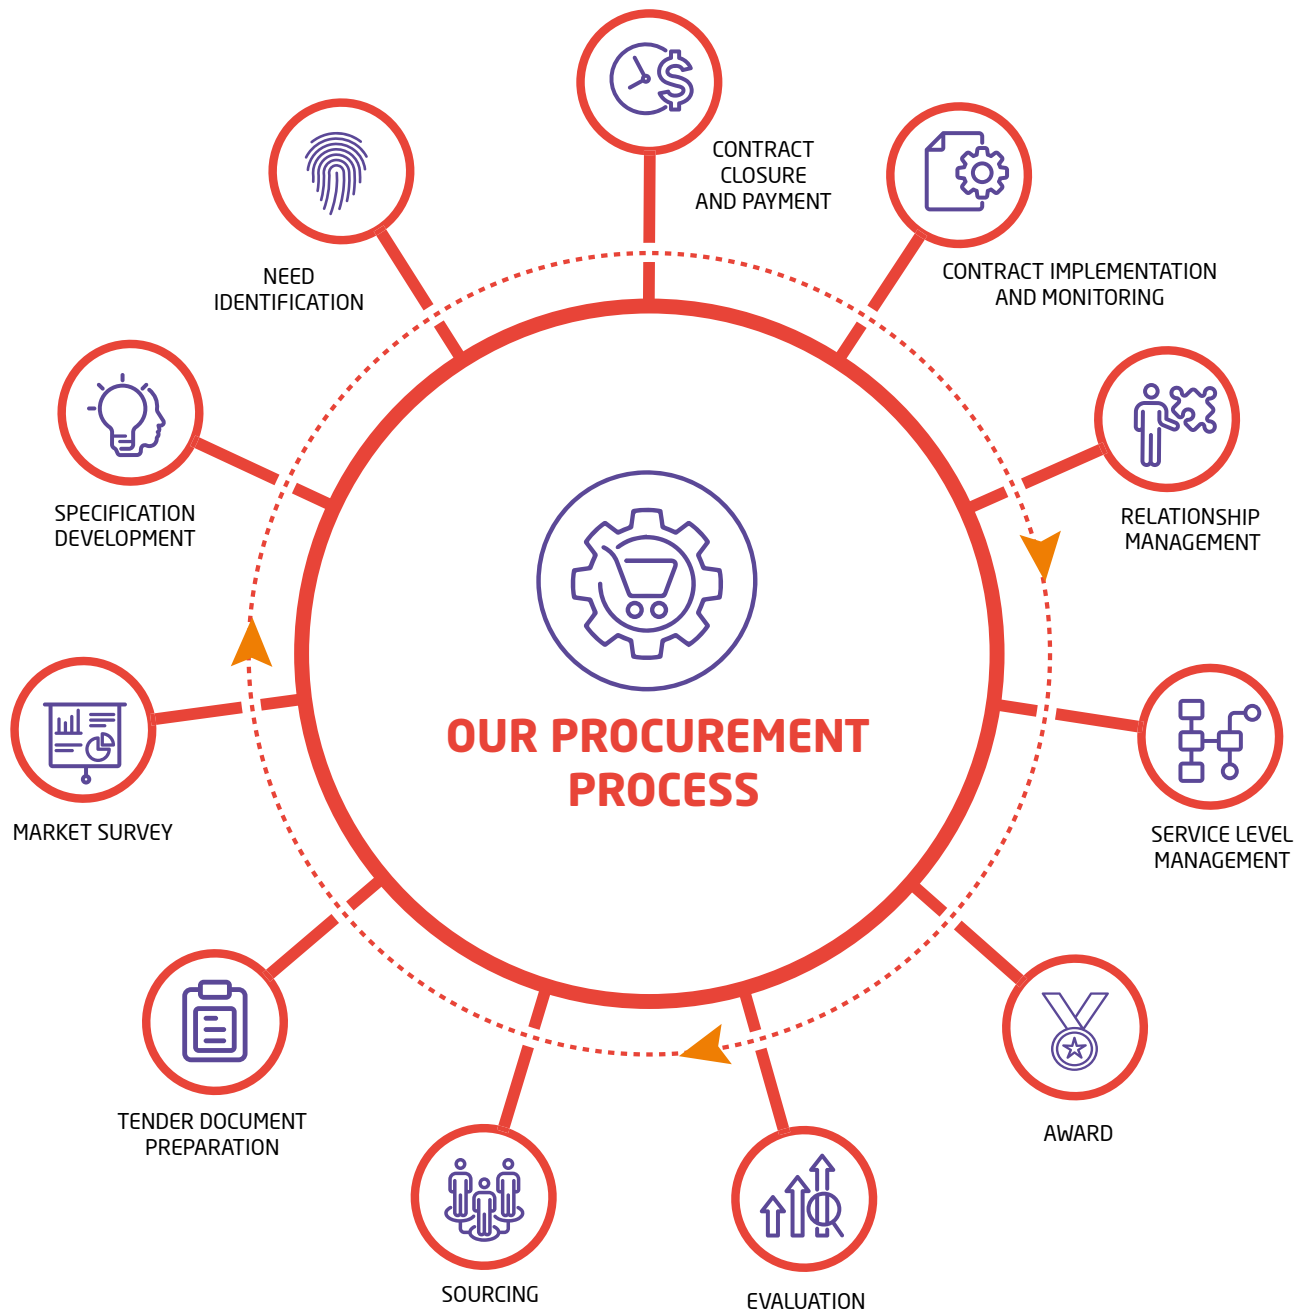 CONTRACT
CLOSURE
AND PAYMENT
NEED
IDENTIFICATION
CONTRACT IMPLEMENTATION
AND MONITORING
SPECIFICATION
DEVELOPMENT
RELATIONSHIP
MANAGEMENT
OUR PROCUREMENT
PROCESS
MARKET SURVEY
SERVICE LEVEL
MANAGEMENT
TENDER DOCUMENT
PREPARATION
AWARD
SOURCING
EVALUATION